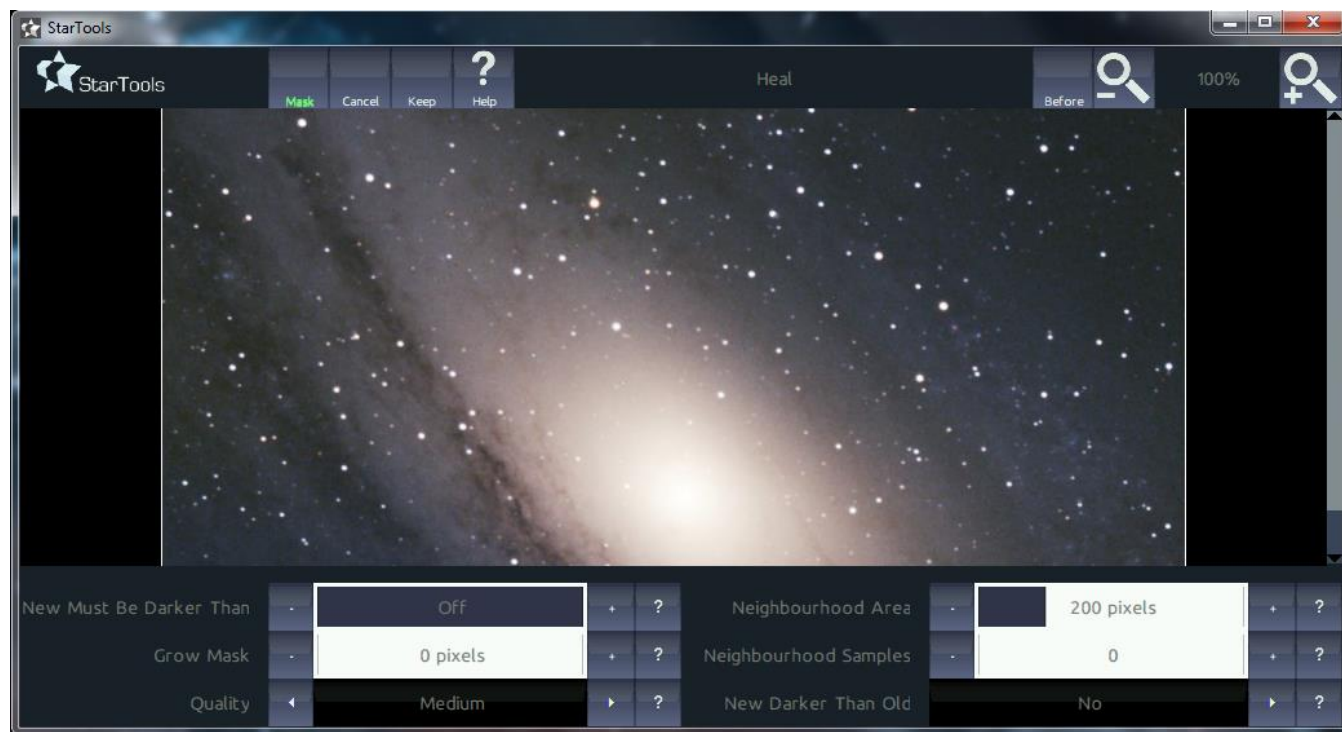 StarTools
StarTools
Mask Cancel Keep ? Help Heal Before 100%
New Must Be Darker Than - Off + ? Neighbourhood Area - 200 pixels + ?
Grow Mask - 0 pixels + ? Neighbourhood Samples - 0 + ?
Quality Medium ? New Darker Than Old No ?